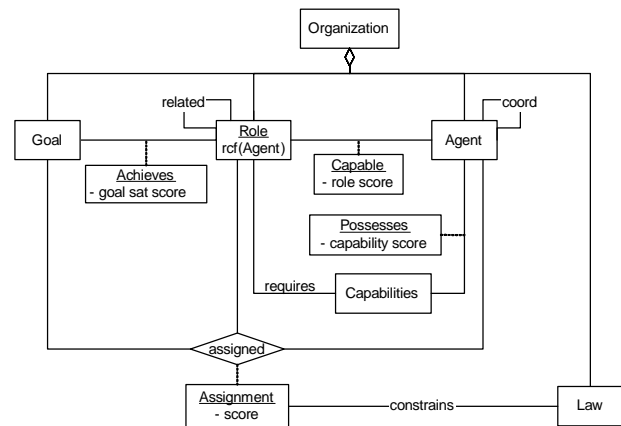 Organization
related
coord
Goal
Role
rcf(Agent)
Agent
Achieves
- goal sat score
Capable
- role score
Possesses
- capability score
requires
Capabilities
assigned
Assignment
- score
constrains
Law